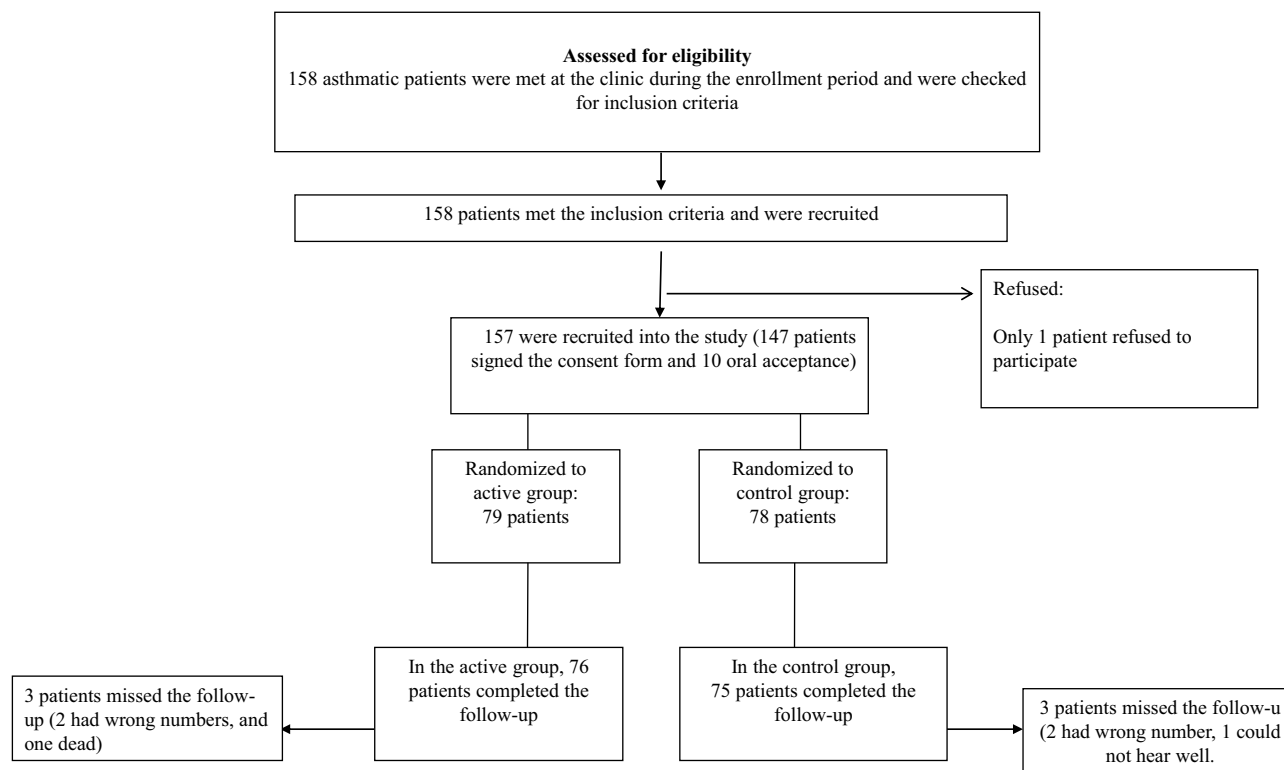 Assessed for eligibility
158 asthmatic patients were met at the clinic during the enrollment period and were checked
for inclusion criteria
158 patients met the inclusion criteria and were recruited
Refused:
Only 1 patient refused to
participate
157 were recruited into the study (147 patients
signed the consent form and 10 oral acceptance)
Randomized to
active group:
79 patients
Randomized to
control group:
78 patients
In the active group, 76
patients completed the
follow-up
In the control group,
75 patients completed the
follow-up
3 patients missed the follow-
up (2 had wrong numbers, and
one dead)
3 patients missed the follow-u
(2 had wrong number, 1 could
not hear well.